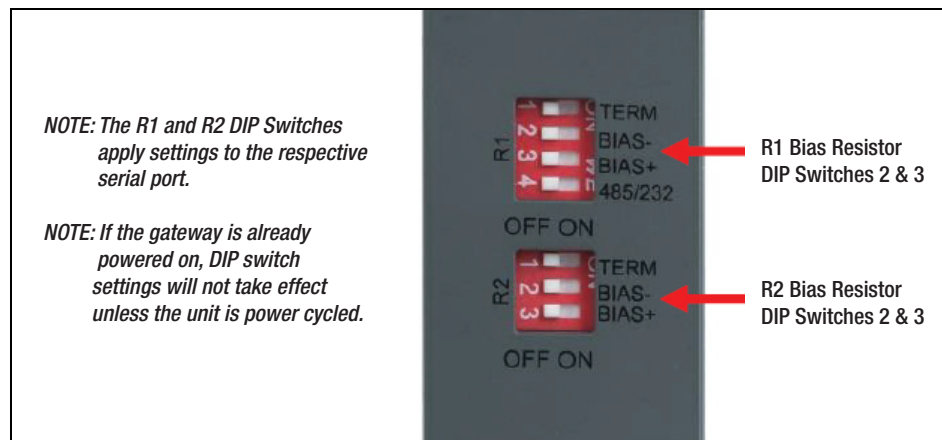 NOTE: The R1 and R2 DIP Switches
apply settings to the respective
serial port.
NOTE: If the gateway is already
powered on, DIP switch
settings will not take effect
unless the unit is power cycled.
R1
1
2
3
4
ON
TERM
BIAS-
BIAS+
485/232
OFF ON
R2
1
2
3
ON
TERM
BIAS-
BIAS+
OFF ON
R1 Bias Resistor
DIP Switches 2 & 3
R2 Bias Resistor
DIP Switches 2 & 3